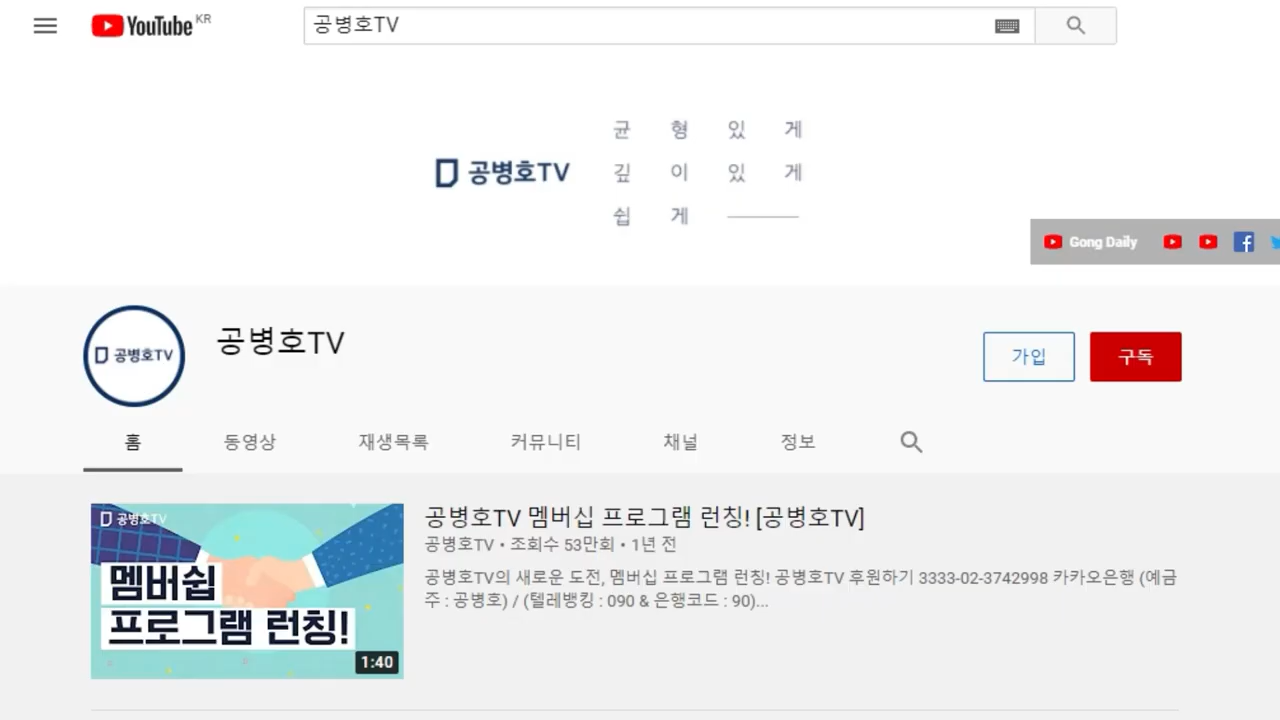 YouTube KR
공병호TV
균형있게
공병호TV
깊이있게
쉽게
Gong Daily
공병호TV
공병호TV
가입
구독
홈
동영상
재생목록
커뮤니티
채널
정보
공병호TV
멤버쉽
프로그램 런칭!
1:40
공병호TV 멤버십 프로그램 런칭! [공병호TV]
공병호TV • 조회수 53만회 • 1년 전
공병호TV의 새로운 도전, 멤버십 프로그램 런칭! 공병호TV 후원하기 3333-02-3742998 카카오은행 (예금
주 : 공병호) / (텔레뱅킹 : 090 & 은행코드 : 90)...